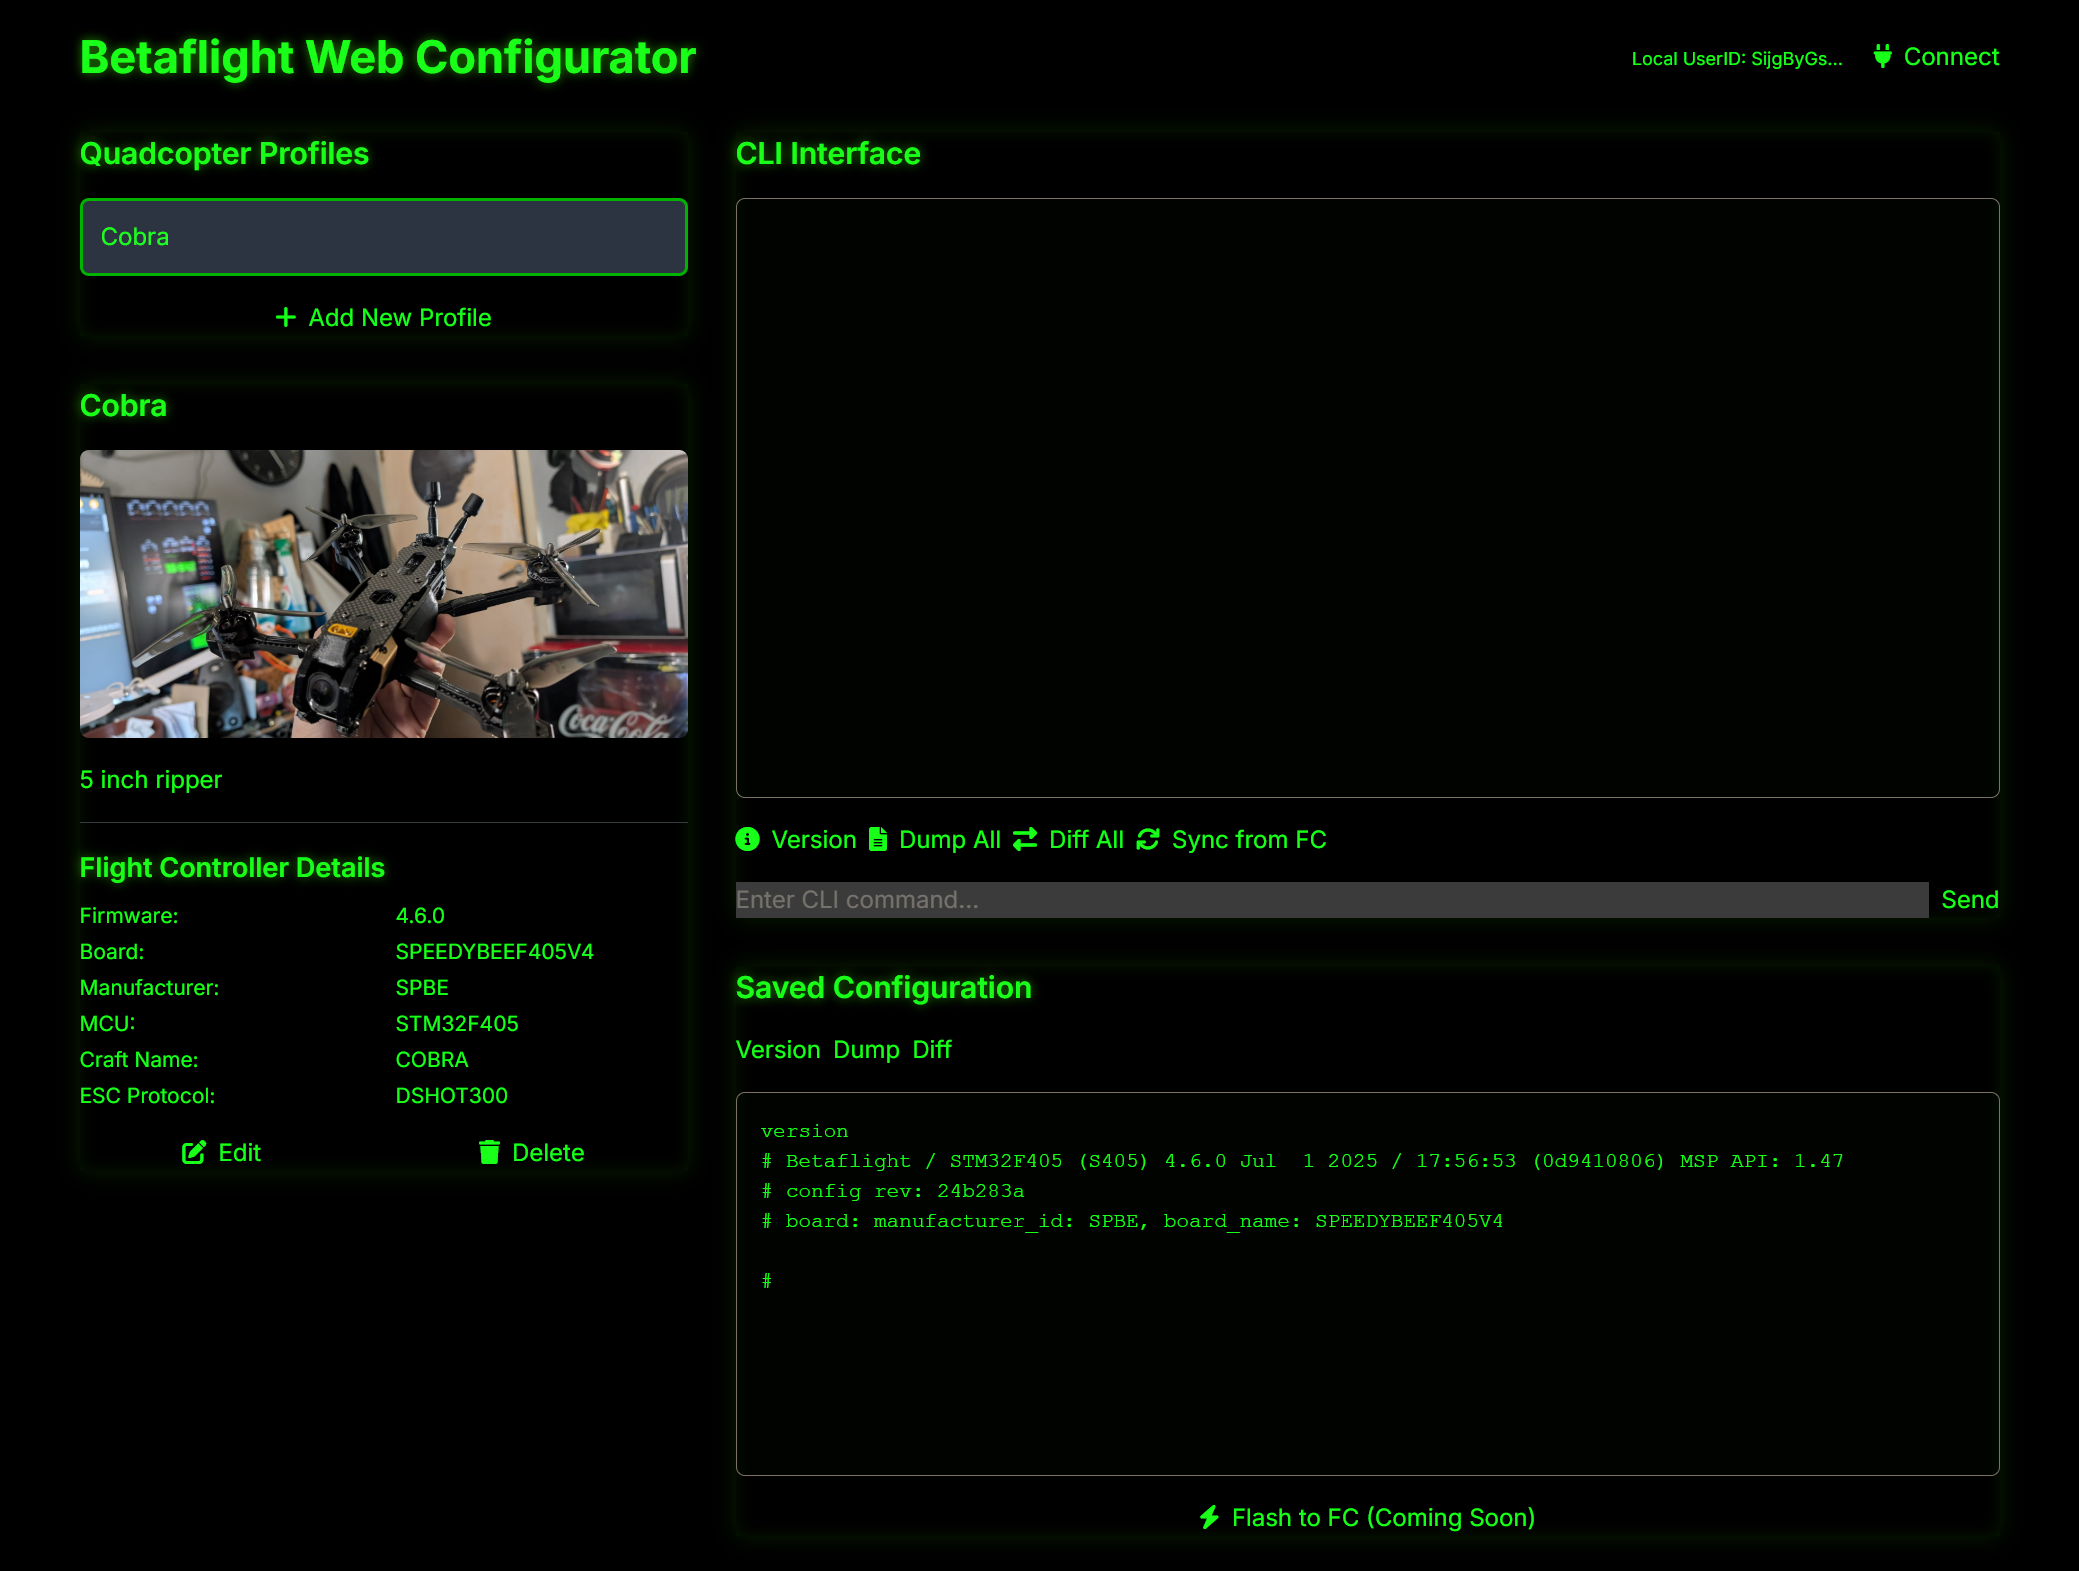 Betaflight Web Configurator
Local UserID: SijgByGs...
Connect
Quadcopter Profiles
Cobra
Add New Profile
Cobra
Coca-Cola
5 inch ripper
Flight Controller Details
Firmware: 4.6.0
Board: SPEEDYBEEF405V4
Manufacturer: SPBE
MCU: STM32F405
Craft Name: COBRA
ESC Protocol: DSHOT300
Edit Delete
CLI Interface
Version Dump All Diff All Sync from FC
Enter CLI command... Send
Saved Configuration
Version Dump Diff
version
# Betaflight / STM32F405 (S405) 4.6.0 Jul  1 2025 / 17:56:53 (0d9410806) MSP API: 1.47
# config rev: 24b283a
# board: manufacturer_id: SPBE, board_name: SPEEDYBEEF405V4
#
Flash to FC (Coming Soon)